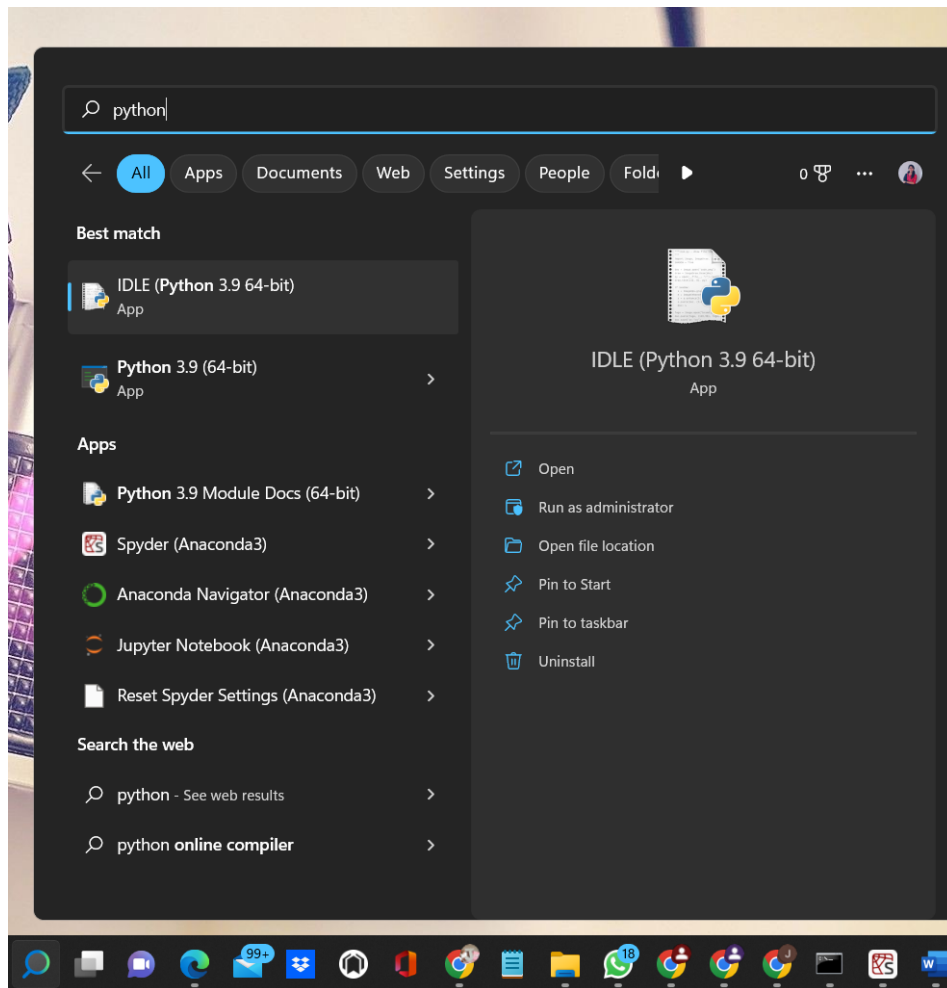 python
All Apps Documents Web Settings People Folde 0
Best match
IDLE (Python 3.9 64-bit)
App
Python 3.9 (64-bit)
App
Apps
Python 3.9 Module Docs (64-bit)
Spyder (Anaconda3)
Anaconda Navigator (Anaconda3)
Jupyter Notebook (Anaconda3)
Reset Spyder Settings (Anaconda3)
Search the web
python - See web results
python online compiler
IDLE (Python 3.9 64-bit)
App
Open
Run as administrator
Open file location
Pin to Start
Pin to taskbar
Uninstall
99+ 18 J W